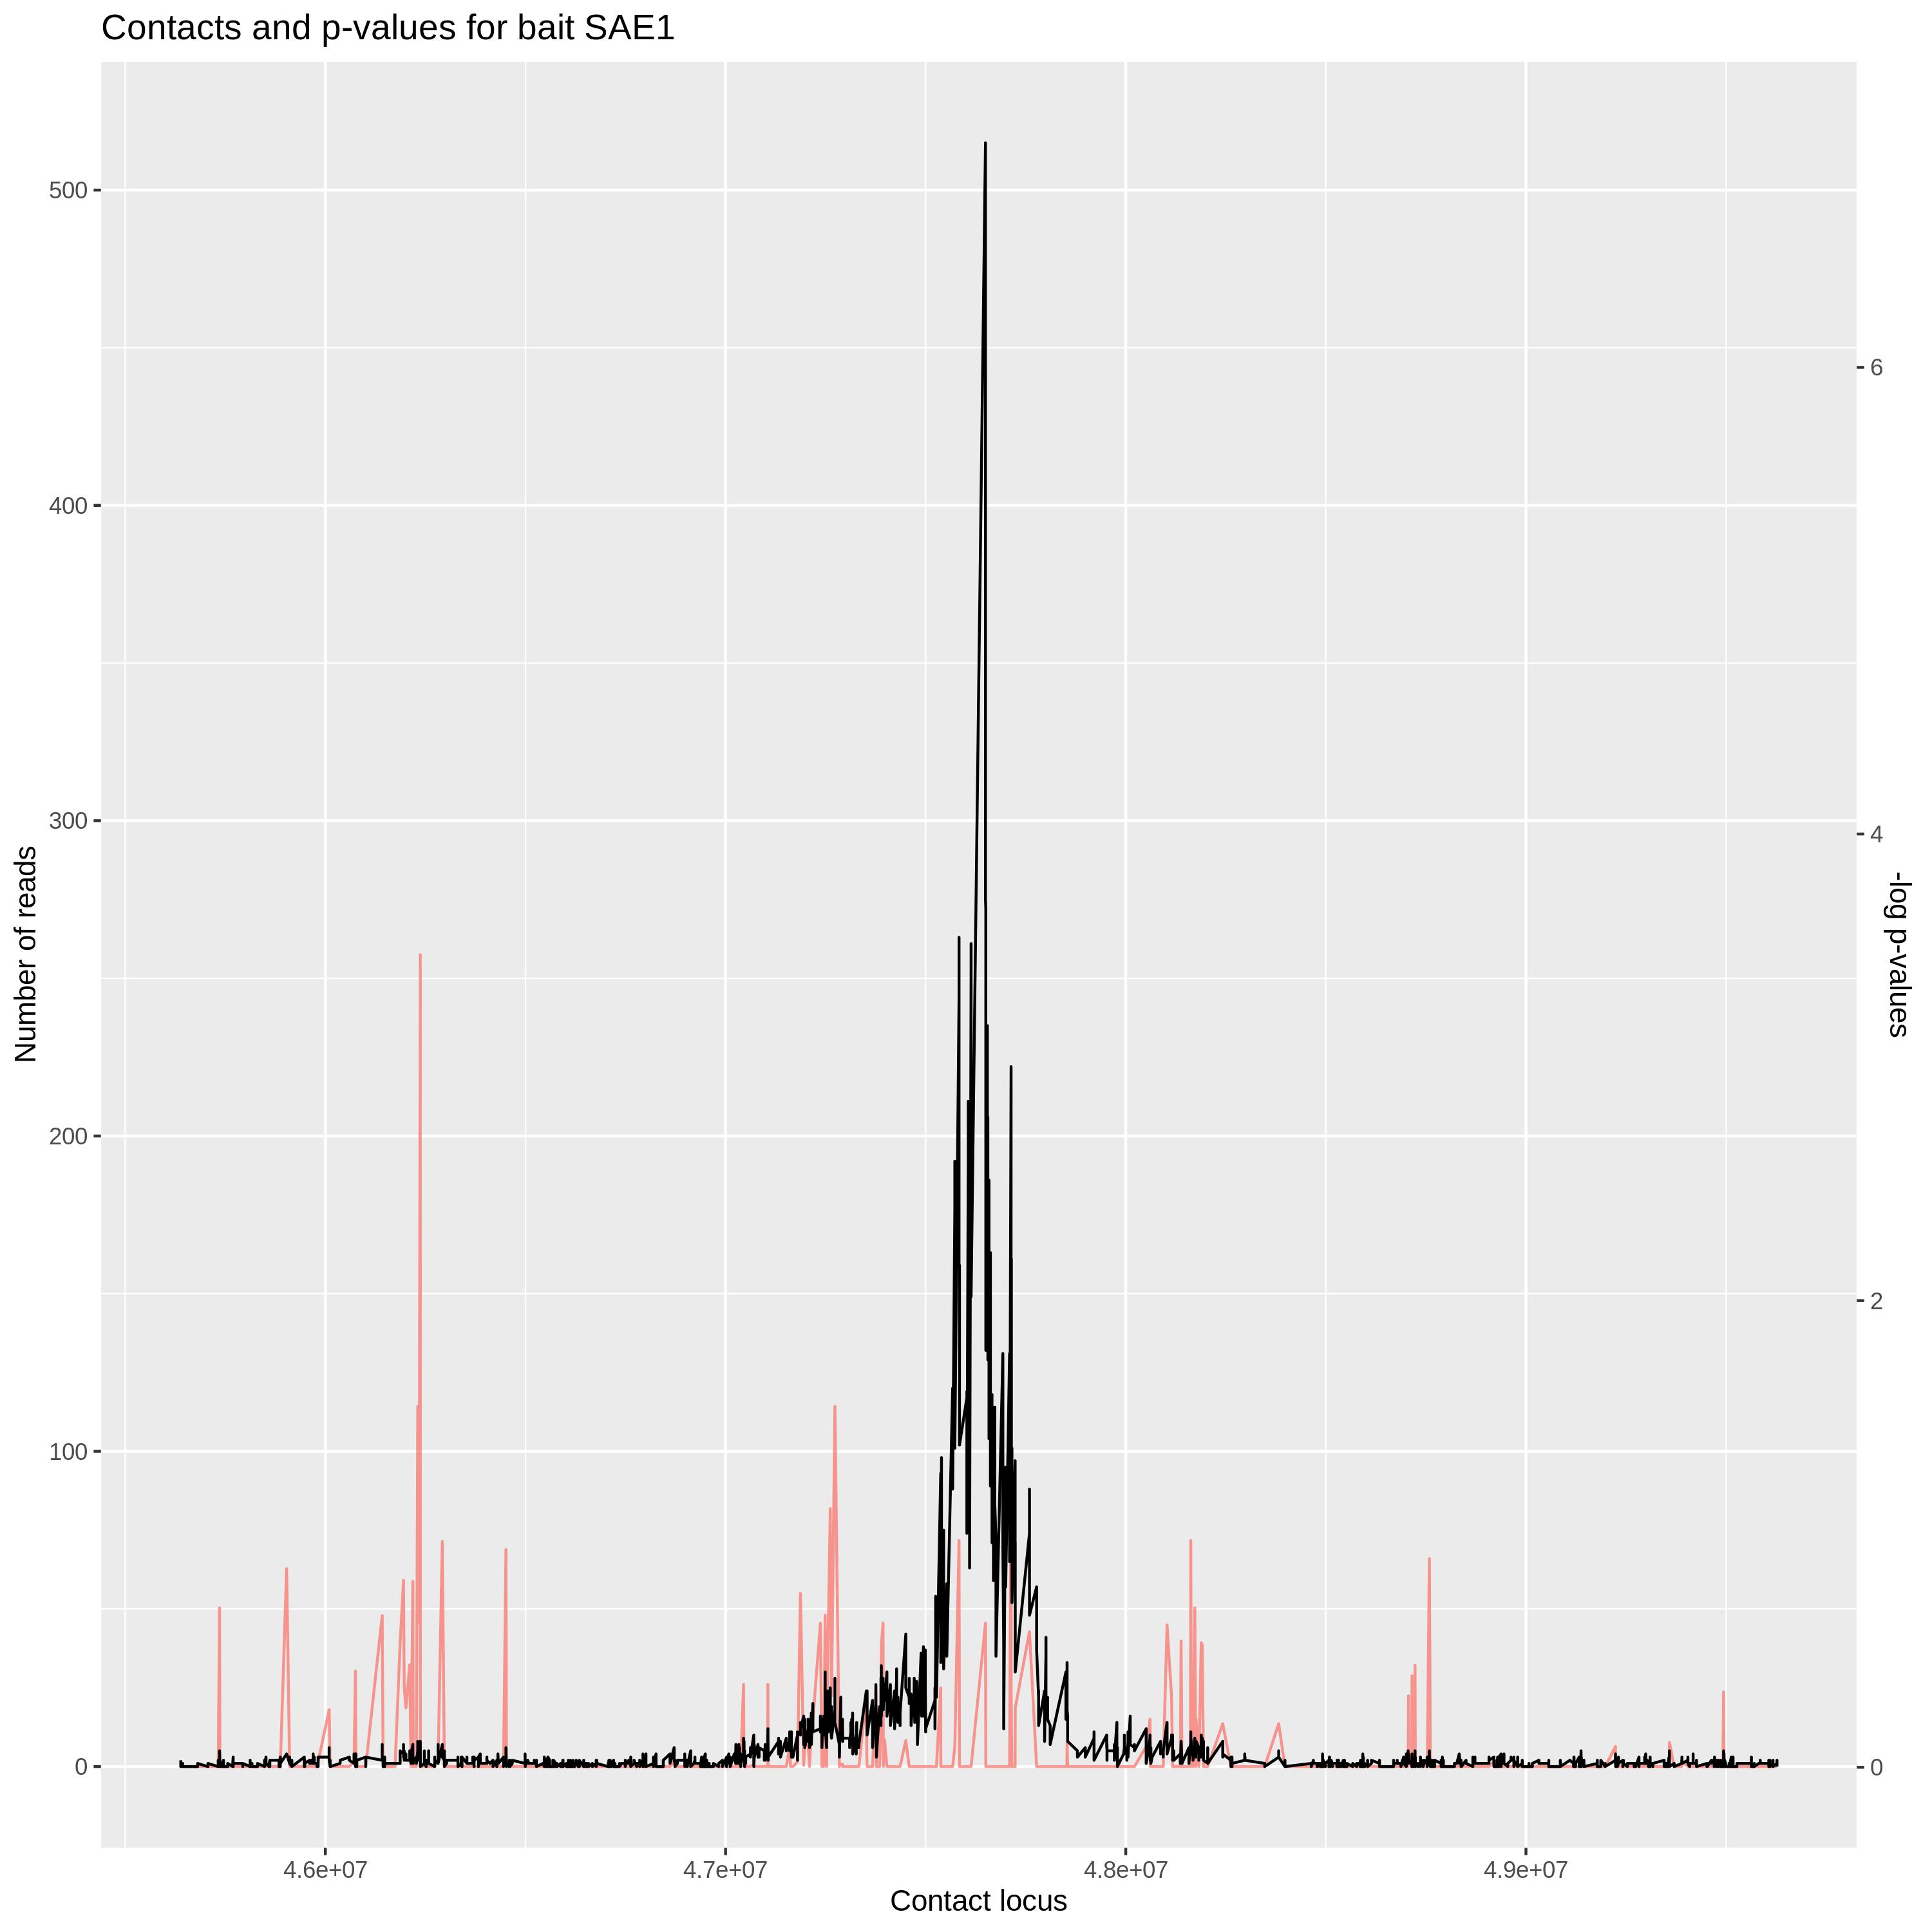 Contacts and p-values for bait SAE1
500
400
300
200
100
0
Number of reads
6
4
2
0
-log p-values
4.6e+07
4.7e+07
4.8e+07
4.9e+07
Contact locus